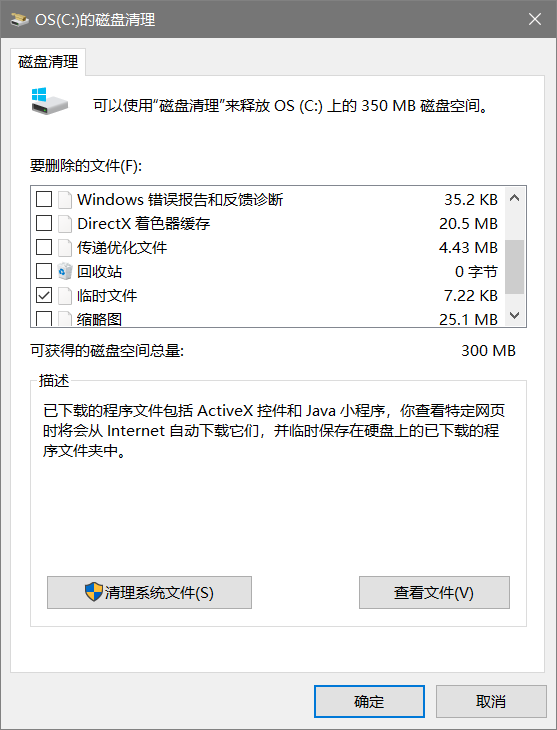 OS(C:)的磁盘清理
磁盘清理
可以使用“磁盘清理”来释放 OS (C:) 上的 350 MB 磁盘空间。
要删除的文件(F):
Windows 错误报告和反馈诊断 35.2 KB
DirectX 着色器缓存 20.5 MB
传递优化文件 4.43 MB
回收站 0 字节
临时文件 7.22 KB
缩略图 25.1 MB
可获得的磁盘空间总量: 300 MB
描述
已下载的程序文件包括 ActiveX 控件和 Java 小程序，你查看特定网页
时将会从 Internet 自动下载它们，并临时保存在硬盘上的已下载的程
序文件夹中。
清理系统文件(S) 查看文件(V)
确定 取消